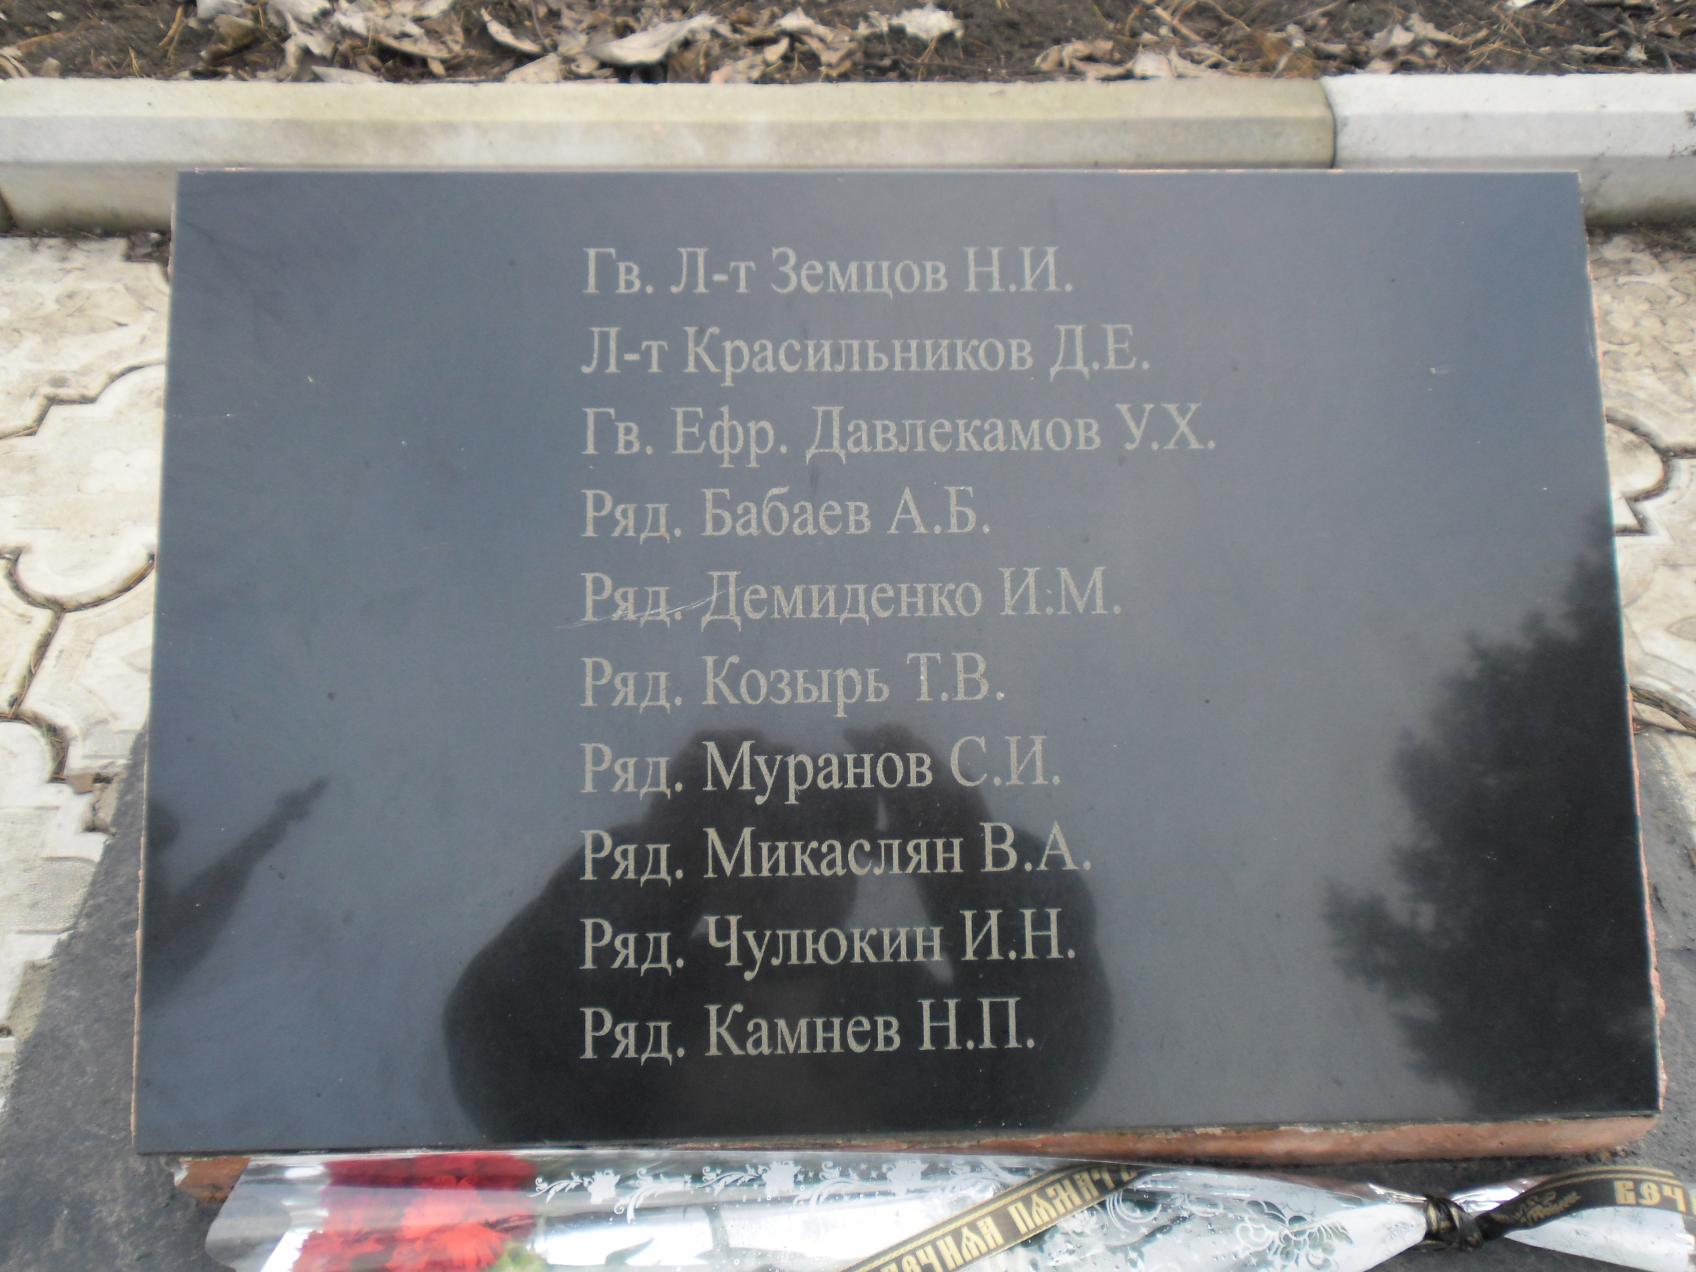 Гв. Л-т Земцов Н.И.
Л-т Красильников Д.Е.
Гв. Ефр. Давлекамов У.Х.
Ряд. Бабаев А.Б.
Ряд. Демиденко И.М.
Ряд. Козырь Т.В.
Ряд. Муранов С.И.
Ряд. Микаслян В.А.
Ряд. Чулюкин И.Н.
Ряд. Камнев Н.П.